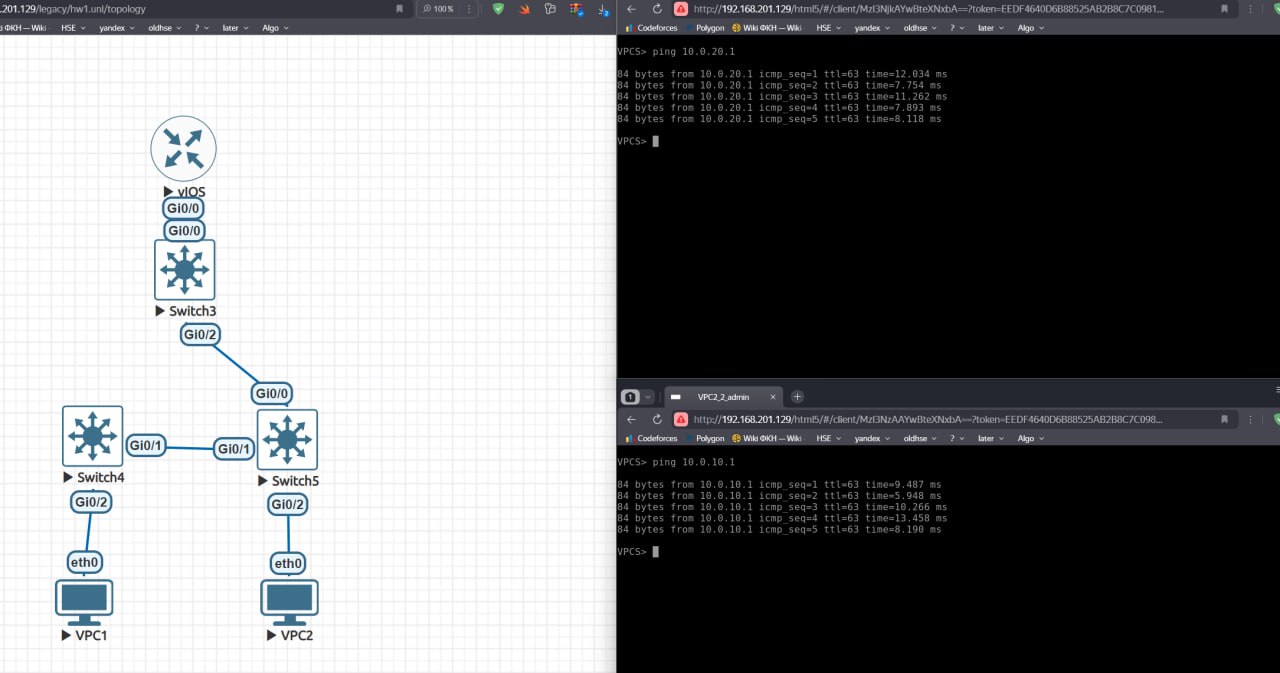 .201.129/legacy/hw1.unl/topology
100 %
кi ФКН — Wiki HSE yandex oldhse ? later Algo
vIOS
Gi0/0
Gi0/0
Switch3
Gi0/2
Gi0/0
Gi0/1 Gi0/1
Switch4 Switch5
Gi0/2 Gi0/2
eth0 eth0
VPC1 VPC2
http://192.168.201.129/html5/#/client/MzI3NjkAYwBteXNxbA==?token=EEDF4640D6B88525AB2B8C7C0981...
Codeforces Polygon Wiki ФКН — Wiki HSE yandex oldhse ? later Algo
VPCS> ping 10.0.20.1
84 bytes from 10.0.20.1 icmp_seq=1 ttl=63 time=12.034 ms
84 bytes from 10.0.20.1 icmp_seq=2 ttl=63 time=7.754 ms
84 bytes from 10.0.20.1 icmp_seq=3 ttl=63 time=11.262 ms
84 bytes from 10.0.20.1 icmp_seq=4 ttl=63 time=7.893 ms
84 bytes from 10.0.20.1 icmp_seq=5 ttl=63 time=8.118 ms
VPCS>
1 VPC2_2_admin
http://192.168.201.129/html5/#/client/MzI3NzAAYwBteXNxbA==?token=EEDF4640D6B88525AB2B8C7C098...
Codeforces Polygon Wiki ФКН — Wiki HSE yandex oldhse ? later Algo
VPCS> ping 10.0.10.1
84 bytes from 10.0.10.1 icmp_seq=1 ttl=63 time=9.487 ms
84 bytes from 10.0.10.1 icmp_seq=2 ttl=63 time=5.948 ms
84 bytes from 10.0.10.1 icmp_seq=3 ttl=63 time=10.266 ms
84 bytes from 10.0.10.1 icmp_seq=4 ttl=63 time=13.458 ms
84 bytes from 10.0.10.1 icmp_seq=5 ttl=63 time=8.190 ms
VPCS>